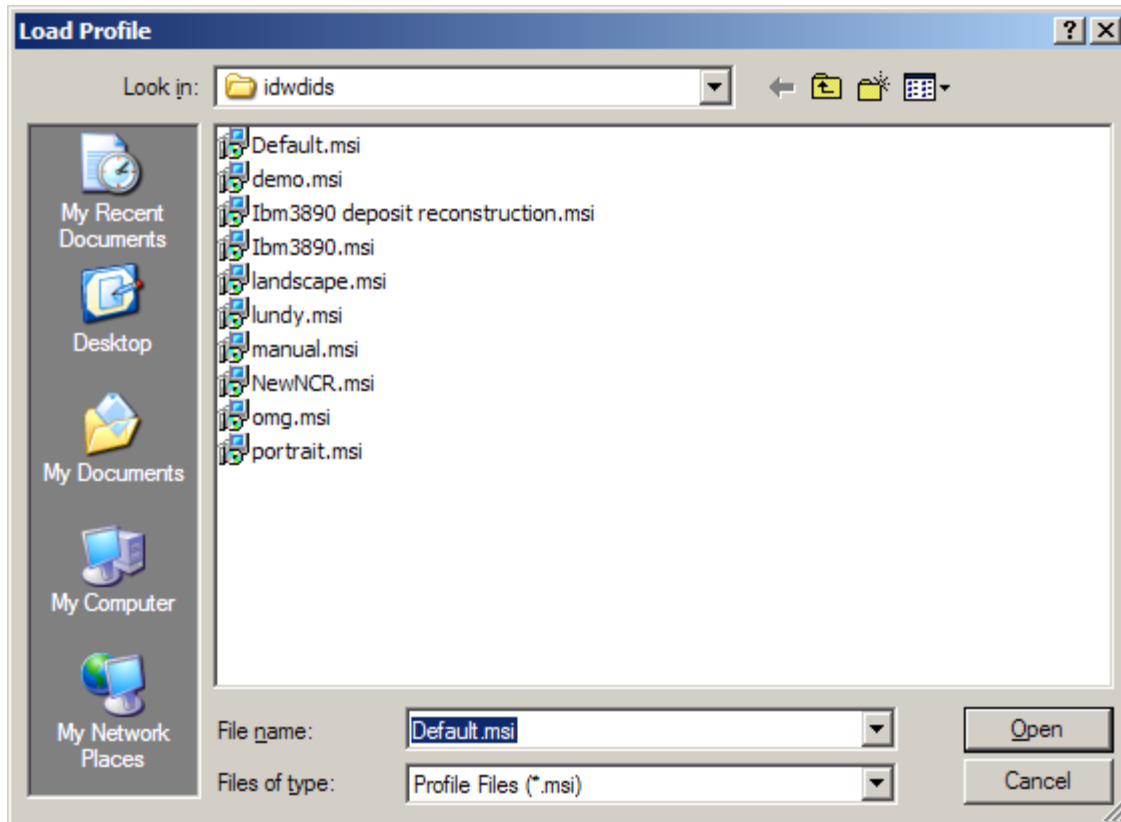 Load Profile
Look in:
idwdids
My Recent
Documents
Desktop
My Documents
My Computer
My Network
Places
Default.msi
demo.msi
Ibm3890 deposit reconstruction.msi
Ibm3890.msi
landscape.msi
lundy.msi
manual.msi
NewNCR.msi
omg.msi
portrait.msi
File name:
Default.msi
Open
Files of type:
Profile Files (*.msi)
Cancel